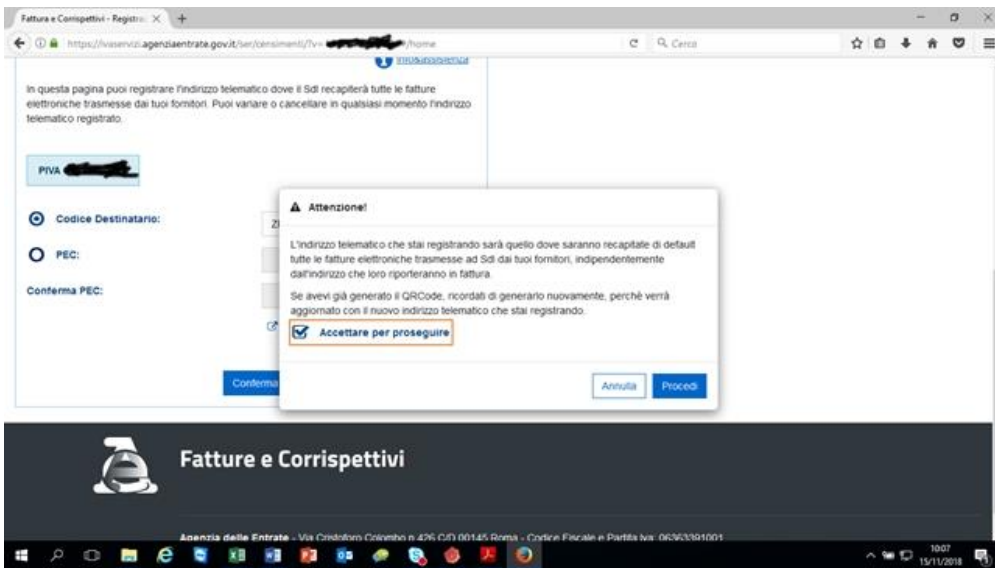 Fattura e Corrispettivi - Registra
https://ivaservizi.agenziaentrate.gov.it/ser/censimenti/?v= /home
Cerca
info&assistenza
In questa pagina puoi registrare l'indirizzo telematico dove il SdI recapiterà tutte le fatture
elettroniche trasmesse dai tuoi fornitori. Puoi variare o cancellare in qualsiasi momento l'indirizzo
telematico registrato.
PIVA
Codice Destinatario:
PEC:
Conferma PEC:
Conferma
Attenzione!
L'indirizzo telematico che stai registrando sarà quello dove saranno recapitate di default
tutte le fatture elettroniche trasmesse ad SdI dai tuoi fornitori, indipendentemente
dall'indirizzo che loro riporteranno in fattura.
Se avevi già generato il QRCode, ricordati di generarlo nuovamente, perchè verrà
aggiornato con il nuovo indirizzo telematico che stai registrando.
Accettare per proseguire
Annulla
Procedi
Fatture e Corrispettivi
Agenzia delle Entrate - Via Cristoforo Colombo n.426 C/D 00145 Roma - Codice Fiscale e Partita Iva: 06363391001
10:07
15/11/2018